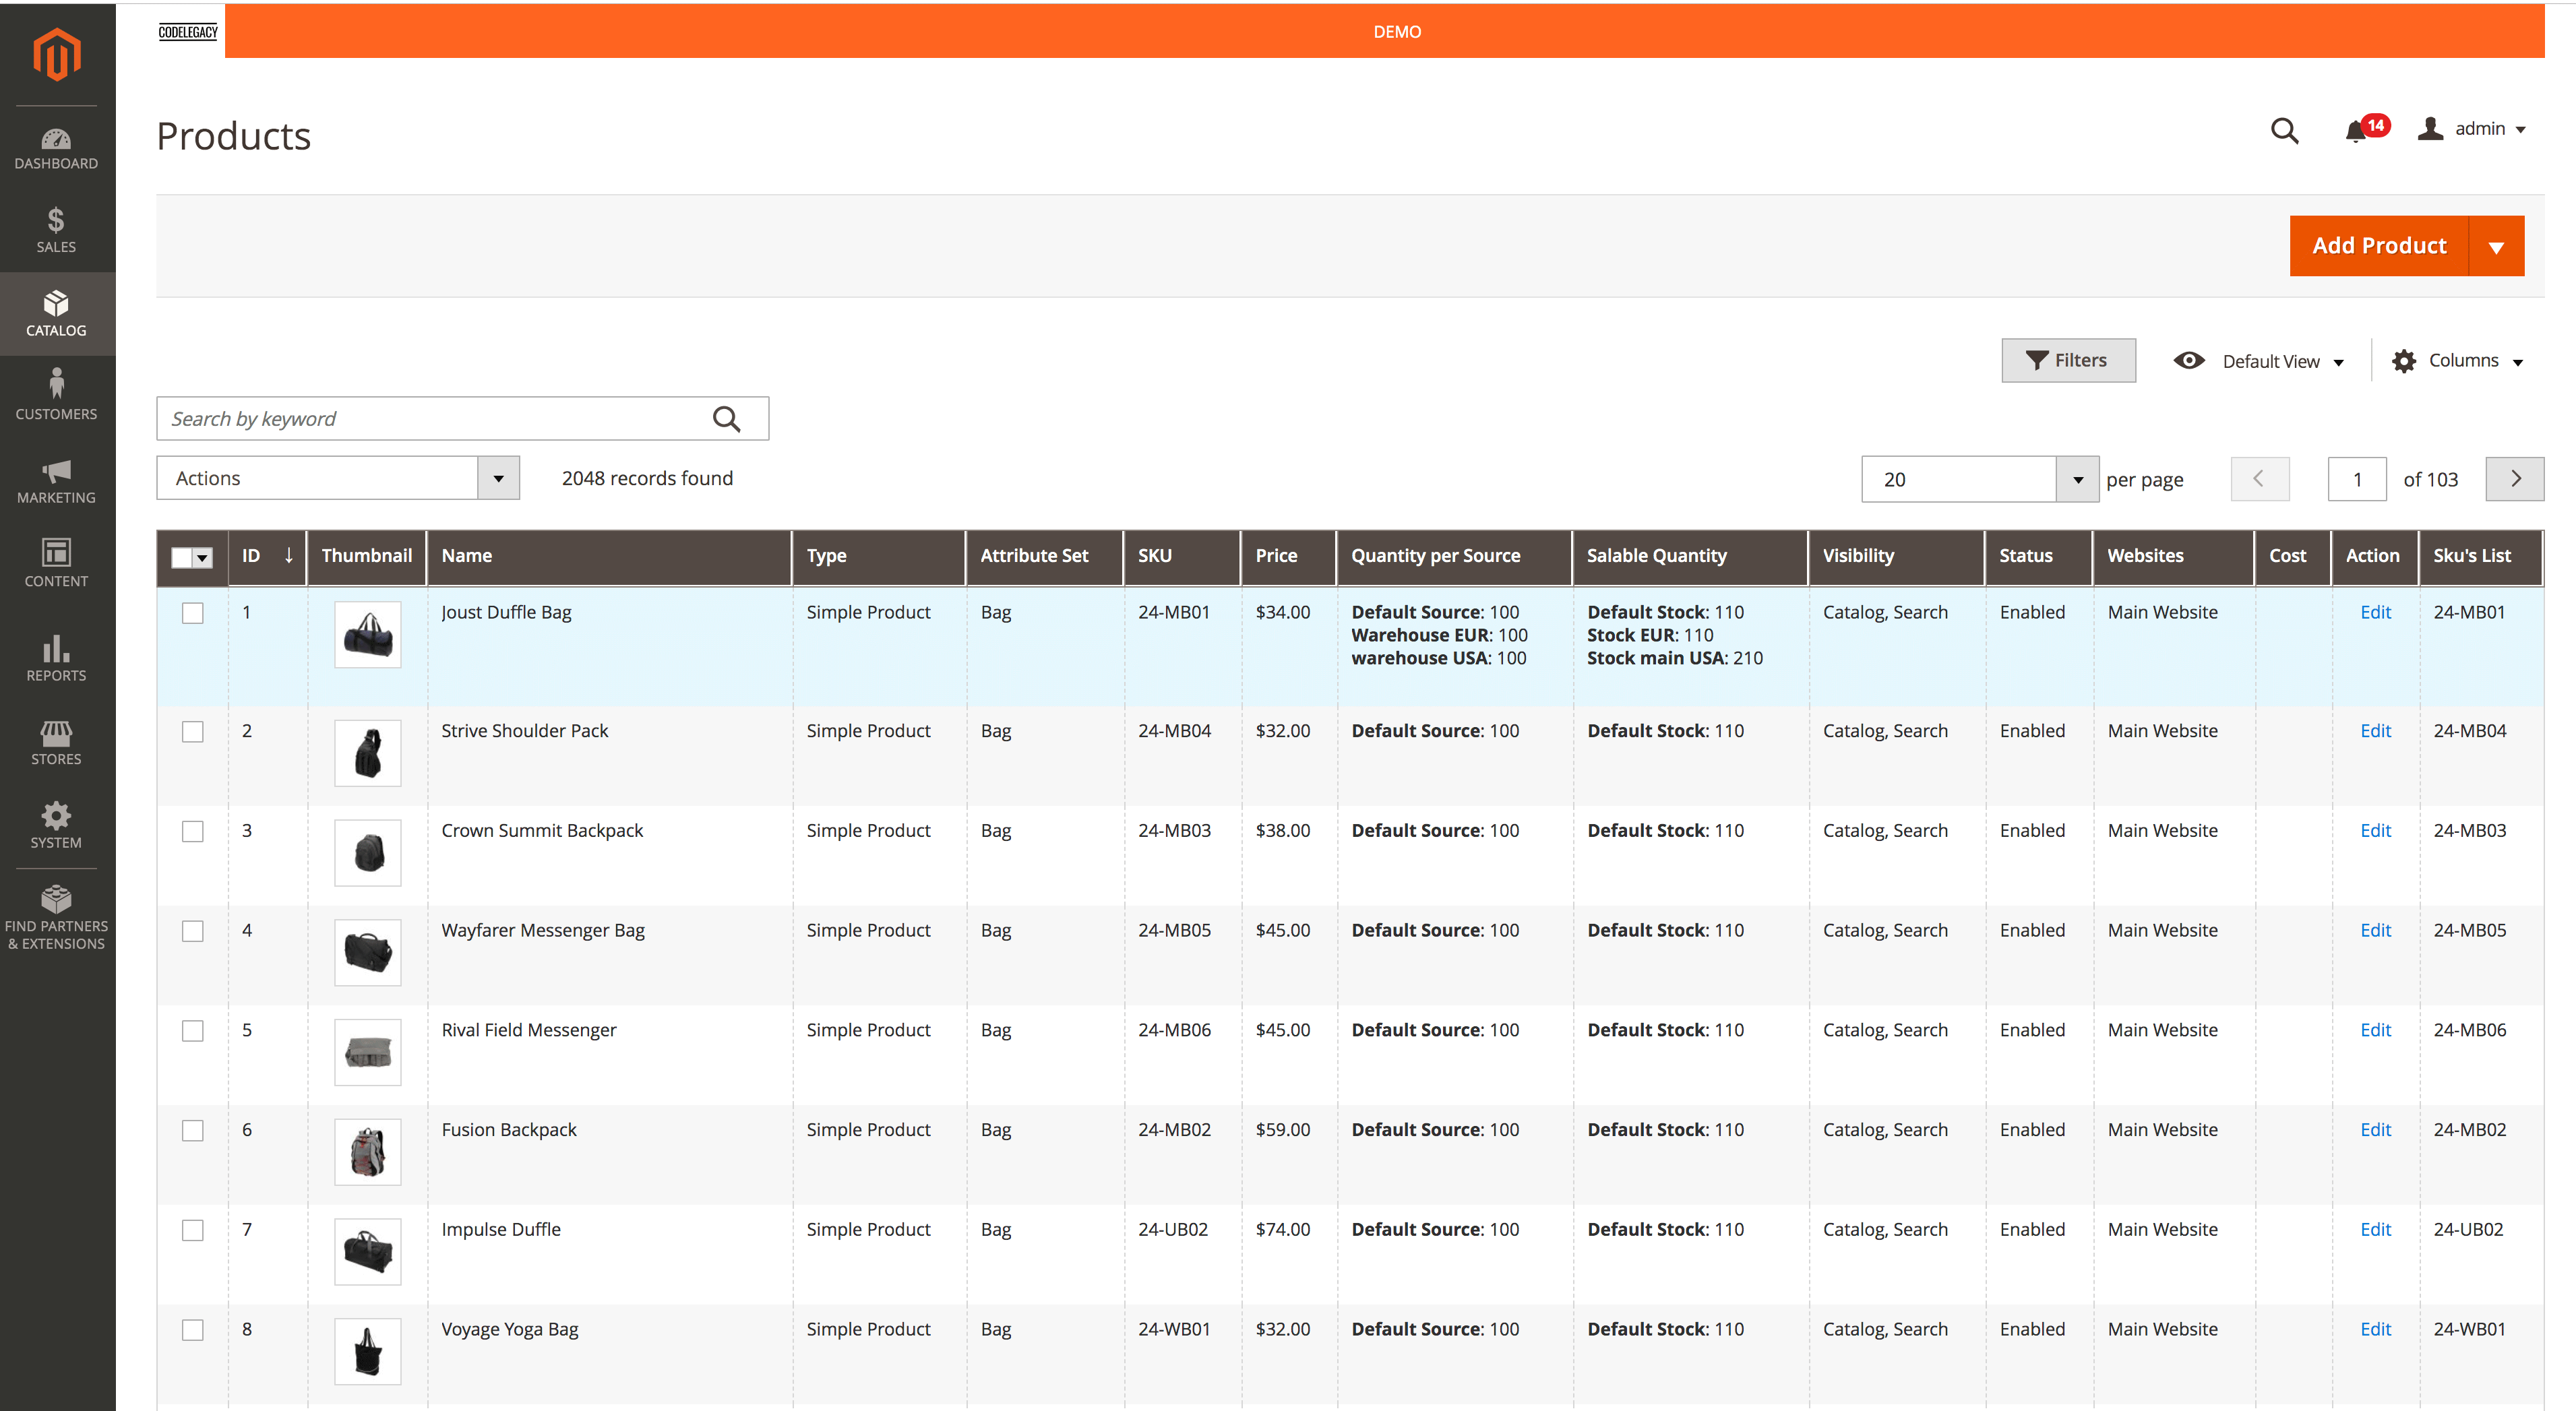 CODELEGACY
DEMO
Products
14
admin
DASHBOARD
SALES
CATALOG
CUSTOMERS
MARKETING
CONTENT
REPORTS
STORES
SYSTEM
FIND PARTNERS
& EXTENSIONS
Add Product
Filters
Default View
Columns
Search by keyword
Actions
2048 records found
20
per page
1
of 103
ID ↓ Thumbnail Name Type Attribute Set SKU Price Quantity per Source Salable Quantity Visibility Status Websites Cost Action Sku's List
1 Joust Duffle Bag Simple Product Bag 24-MB01 $34.00 Default Source: 100 Default Stock: 110 Catalog, Search Enabled Main Website Edit 24-MB01
Warehouse EUR: 100 Stock EUR: 110
warehouse USA: 100 Stock main USA: 210
2 Strive Shoulder Pack Simple Product Bag 24-MB04 $32.00 Default Source: 100 Default Stock: 110 Catalog, Search Enabled Main Website Edit 24-MB04
3 Crown Summit Backpack Simple Product Bag 24-MB03 $38.00 Default Source: 100 Default Stock: 110 Catalog, Search Enabled Main Website Edit 24-MB03
4 Wayfarer Messenger Bag Simple Product Bag 24-MB05 $45.00 Default Source: 100 Default Stock: 110 Catalog, Search Enabled Main Website Edit 24-MB05
5 Rival Field Messenger Simple Product Bag 24-MB06 $45.00 Default Source: 100 Default Stock: 110 Catalog, Search Enabled Main Website Edit 24-MB06
6 Fusion Backpack Simple Product Bag 24-MB02 $59.00 Default Source: 100 Default Stock: 110 Catalog, Search Enabled Main Website Edit 24-MB02
7 Impulse Duffle Simple Product Bag 24-UB02 $74.00 Default Source: 100 Default Stock: 110 Catalog, Search Enabled Main Website Edit 24-UB02
8 Voyage Yoga Bag Simple Product Bag 24-WB01 $32.00 Default Source: 100 Default Stock: 110 Catalog, Search Enabled Main Website Edit 24-WB01